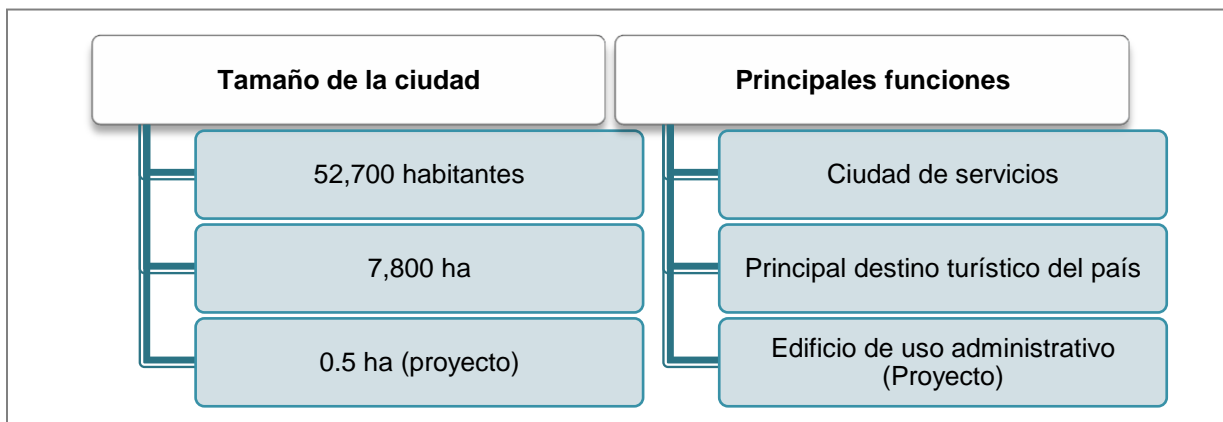 Tamaño de la ciudad
52,700 habitantes
7,800 ha
0.5 ha (proyecto)
Principales funciones
Ciudad de servicios
Principal destino turístico del país
Edificio de uso administrativo
(Proyecto)